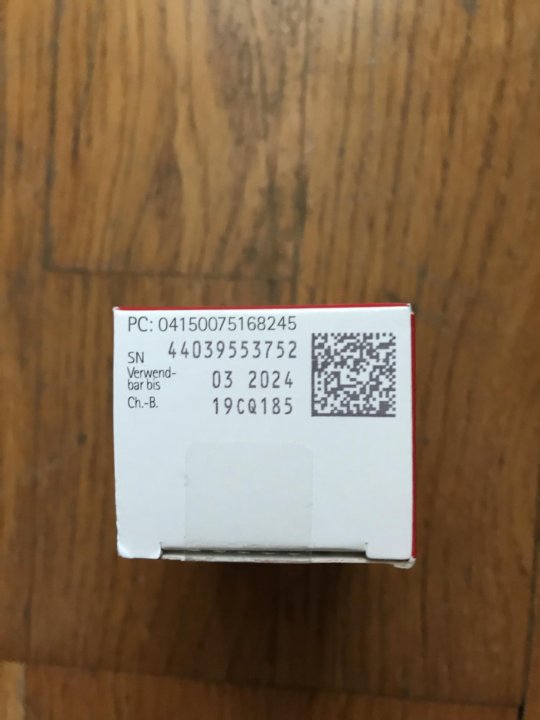 PC: 04150075168245
SN 44039553752
Verwend-
bar bis 03 2024
Ch.-B. 19CQ185